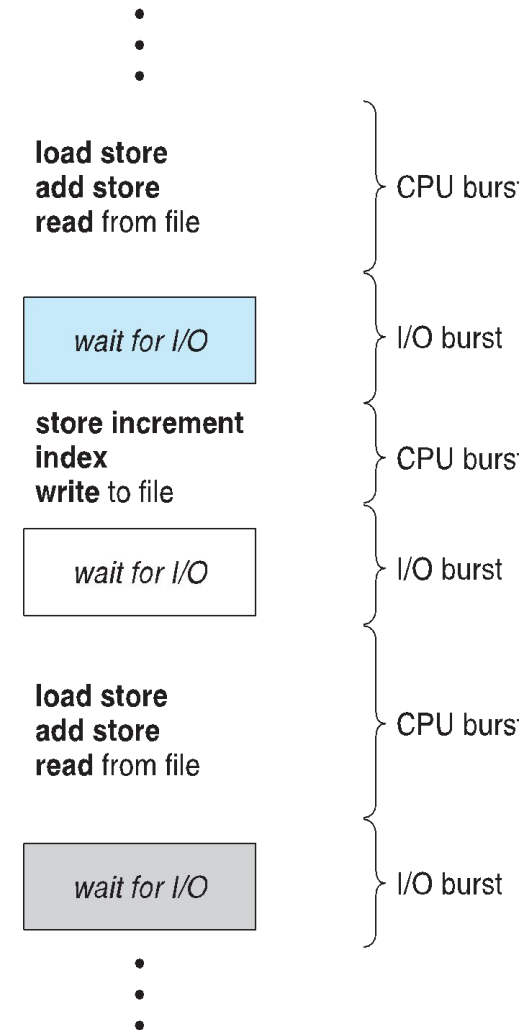 load store
add store
read from file
CPU burst
wait for I/O
I/O burst
store increment
index
write to file
CPU burst
wait for I/O
I/O burst
load store
add store
read from file
CPU burst
wait for I/O
I/O burst